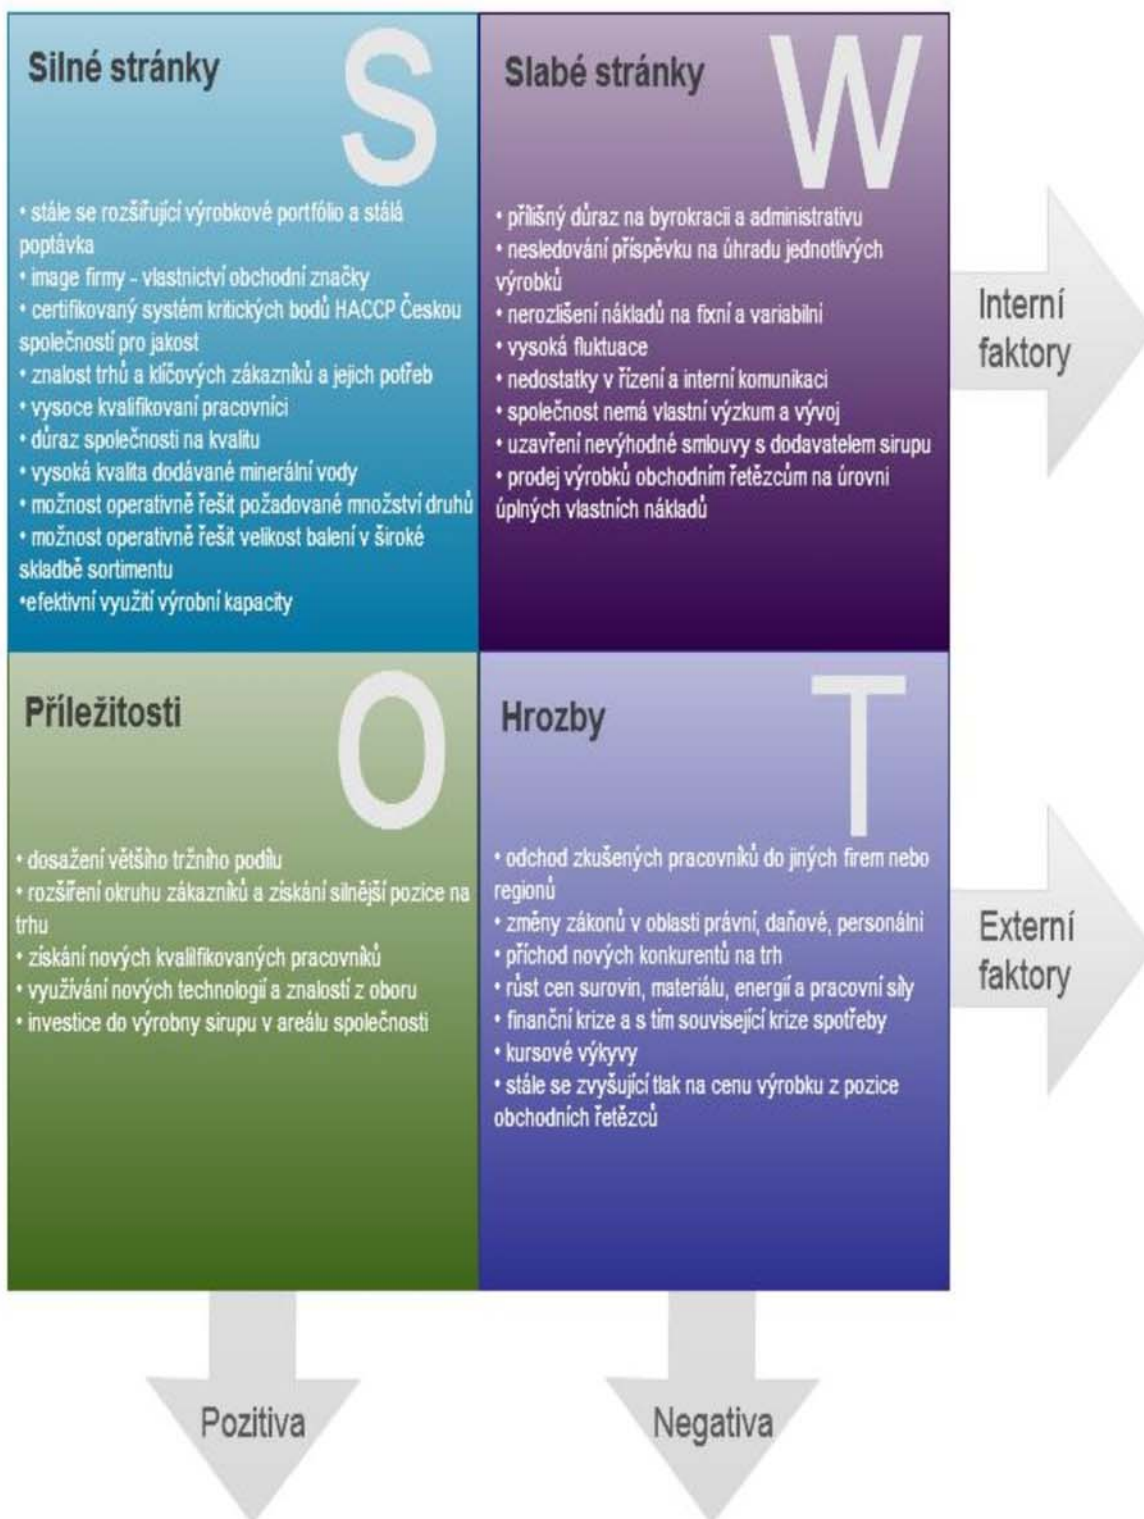 Silné stránky
S
• stále se rozšiřující výrobkové portfólio a stálá
poptávka
• image firmy - vlastnictví obchodní značky
• certifikovaný systém kritických bodů HACCP Českou
společností pro jakost
• znalost trhů a klíčových zákazníků a jejich potřeb
• vysoce kvalifikovaní pracovníci
• důraz společnosti na kvalitu
• vysoká kvalita dodávané minerální vody
• možnost operativně řešit požadované množství druhů
• možnost operativně řešit velikost balení v široké
skladbě sortimentu
•efektivní využití výrobní kapacity
Slabé stránky
W
• přílišný důraz na byrokracii a administrativu
• nesledování příspěvku na úhradu jednotlivých
výrobků
• nerozlišení nákladů na fixní a variabilní
• vysoká fluktuace
• nedostatky v řízení a interní komunikaci
• společnost nemá vlastní výzkum a vývoj
• uzavření nevýhodné smlouvy s dodavatelem sirupu
• prodej výrobků obchodním řetězcům na úrovni
úplných vlastních nákladů
Interní
faktory
Příležitosti
O
• dosažení většího tržního podílu
• rozšíření okruhu zákazníků a získání silnější pozice na
trhu
• získání nových kvalilfikovaných pracovníků
• využívání nových technologií a znalostí z oboru
• investice do výrobny sirupu v areálu společnosti
Hrozby
T
• odchod zkušených pracovníků do jiných firem nebo
regionů
• změny zákonů v oblasti právní, daňové, personálni
• příchod nových konkurentů na trh
• růst cen surovin, materiálu, energií a pracovní síly
• finanční krize a s tím související krize spotřeby
• kursové výkyvy
• stále se zvyšující tlak na cenu výrobku z pozice
obchodních řetězců
Externí
faktory
Pozitiva
Negativa